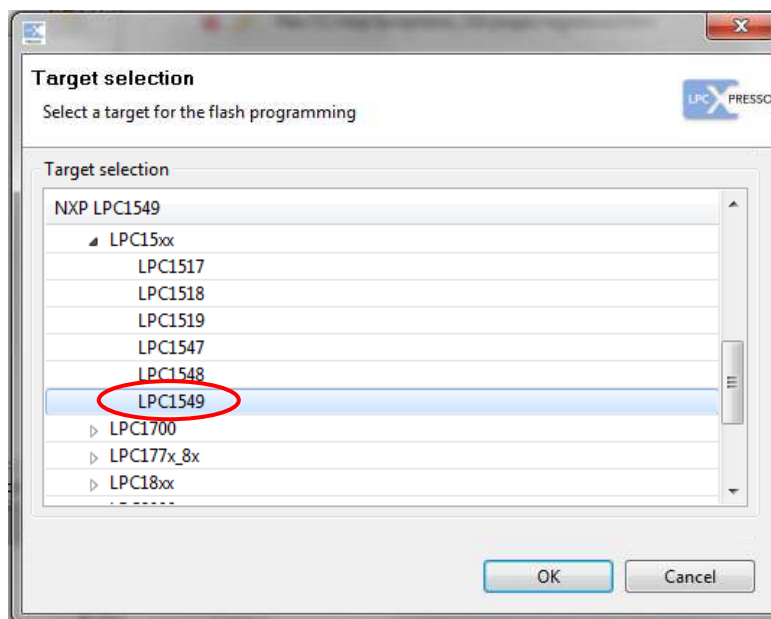 Target selection
Select a target for the flash programming
LPC XPRESSO
Target selection
NXP LPC1549
LPC15xx
LPC1517
LPC1518
LPC1519
LPC1547
LPC1548
LPC1549
LPC1700
LPC177x_8x
LPC18xx
OK
Cancel